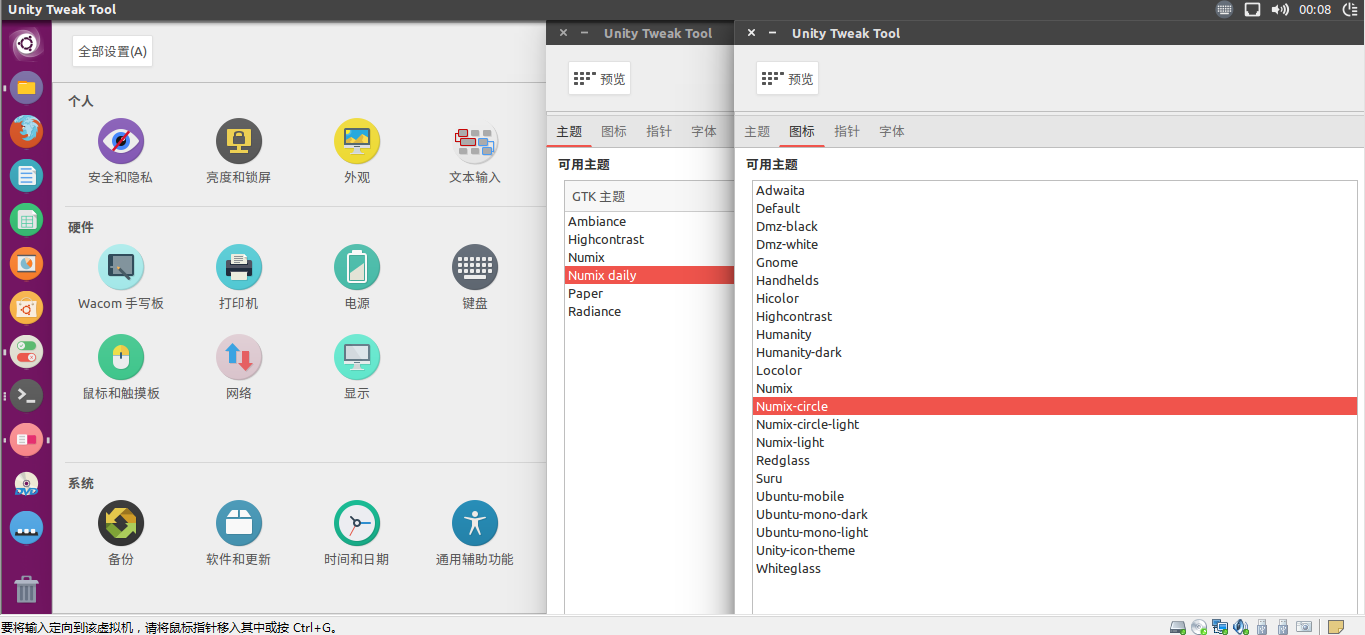 Unity Tweak Tool
00:08
全部设置(A)
个人
安全和隐私
亮度和锁屏
外观
文本输入
硬件
Wacom 手写板
打印机
电源
键盘
鼠标和触摸板
网络
显示
系统
备份
软件和更新
时间和日期
通用辅助功能
Unity Tweak Tool
预览
主题 图标 指针 字体
可用主题
GTK 主题
Ambiance
Highcontrast
Numix
Numix daily
Paper
Radiance
Unity Tweak Tool
预览
主题 图标 指针 字体
可用主题
Adwaita
Default
Dmz-black
Dmz-white
Gnome
Handhelds
Hicolor
Highcontrast
Humanity
Humanity-dark
Locolor
Numix
Numix-circle
Numix-circle-light
Numix-light
Redglass
Suru
Ubuntu-mobile
Ubuntu-mono-dark
Ubuntu-mono-light
Unity-icon-theme
Whiteglass
DVD
要将输入定向到该虚拟机，请将鼠标指针移入其中或按 Ctrl+G。